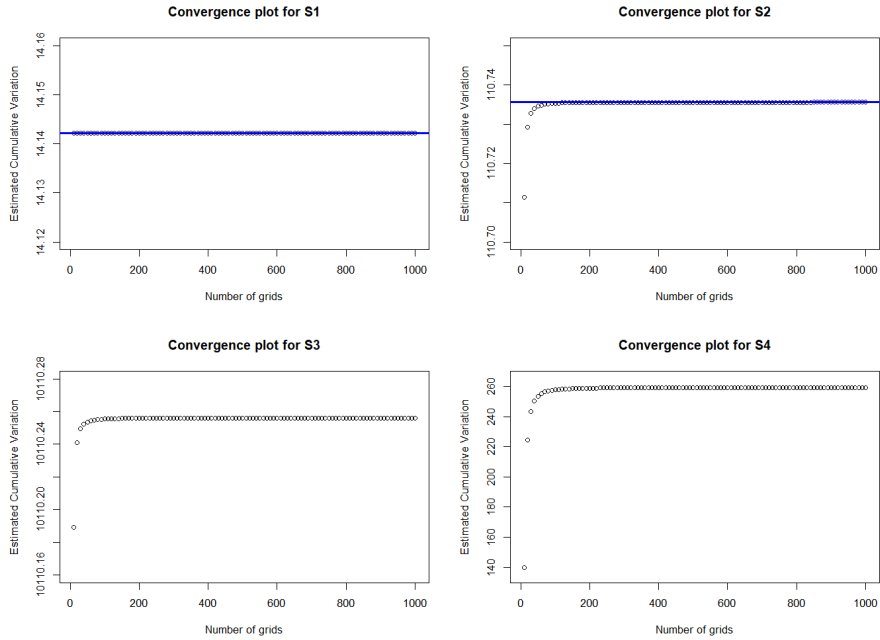 Convergence plot for S1
Estimated Cumulative Variation
14.12 14.13 14.14 14.15 14.16
0 200 400 600 800 1000
Number of grids
Convergence plot for S2
Estimated Cumulative Variation
110.70 110.72 110.74
0 200 400 600 800 1000
Number of grids
Convergence plot for S3
Estimated Cumulative Variation
10110.16 10110.20 10110.24 10110.28
0 200 400 600 800 1000
Number of grids
Convergence plot for S4
Estimated Cumulative Variation
140 160 180 200 220 240 260
0 200 400 600 800 1000
Number of grids